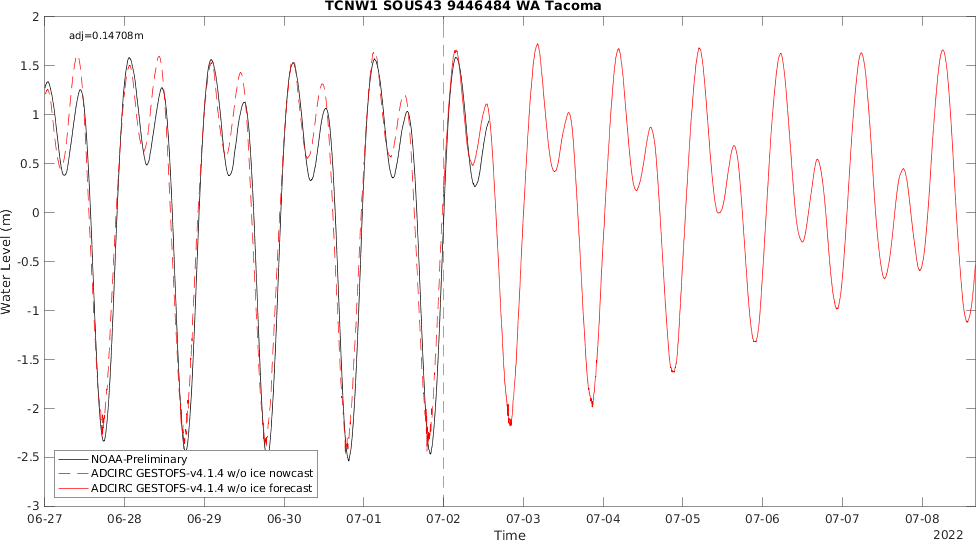 TCNW1 SOUS43 9446484 WA Tacoma
adj=0.14708m
2
1.5
1
0.5
0
-0.5
-1
-1.5
-2
-2.5
-3
Water Level (m)
NOAA-Preliminary
ADCIRC GESTOFS-v4.1.4 w/o ice nowcast
ADCIRC GESTOFS-v4.1.4 w/o ice forecast
06-27 06-28 06-29 06-30 07-01 07-02 07-03 07-04 07-05 07-06 07-07 07-08
Time
2022